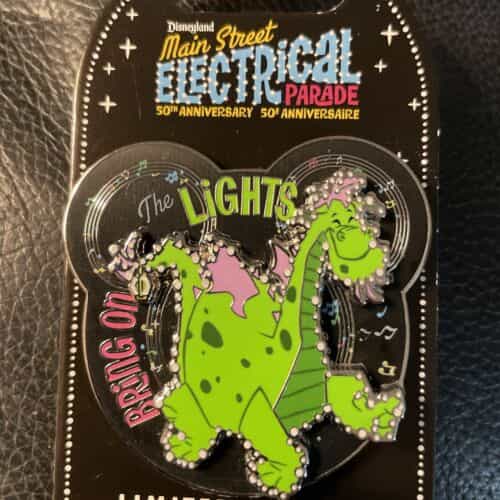 Disneyland
Main Street
ELECTRICAL
PARADE
50TH ANNIVERSARY 50E ANNIVERSAIRE
BRING ON
The LIGHTS